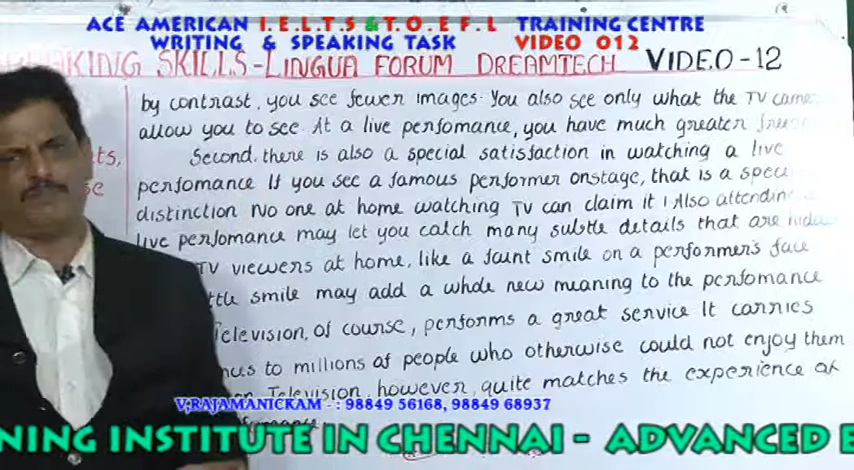 ACE AMERICAN I.E.L.T.S & T.O.E.F.L TRAINING CENTRE
WRITING & SPEAKING TASK VIDEO 012
SKILLS - LINGUA FORUM DREAMTECH VIDEO-12
by contrast, you see fewer images. You also see only what the TV
allow you to see. At a live perfomance, you have much greater
Second, there is also a special satisfaction in watching a live
perfomance If you see a famous performer onstage, that is a
distinction No one at home watching TV can claim it! Also attending
live perfomance may let you catch many subtle details that are
TV viewers at home, like a faint smile on a performer's face
smile may add a whole new meaning to the perfomance
Television, of course, performs a great service It carries
to millions of people who otherwise could not enjoy them
Television, however, quite matches the experience of
V.RAJAMANICKAM - : 98849 56168, 98849 68937
INSTITUTE IN CHENNAI - ADVANCED